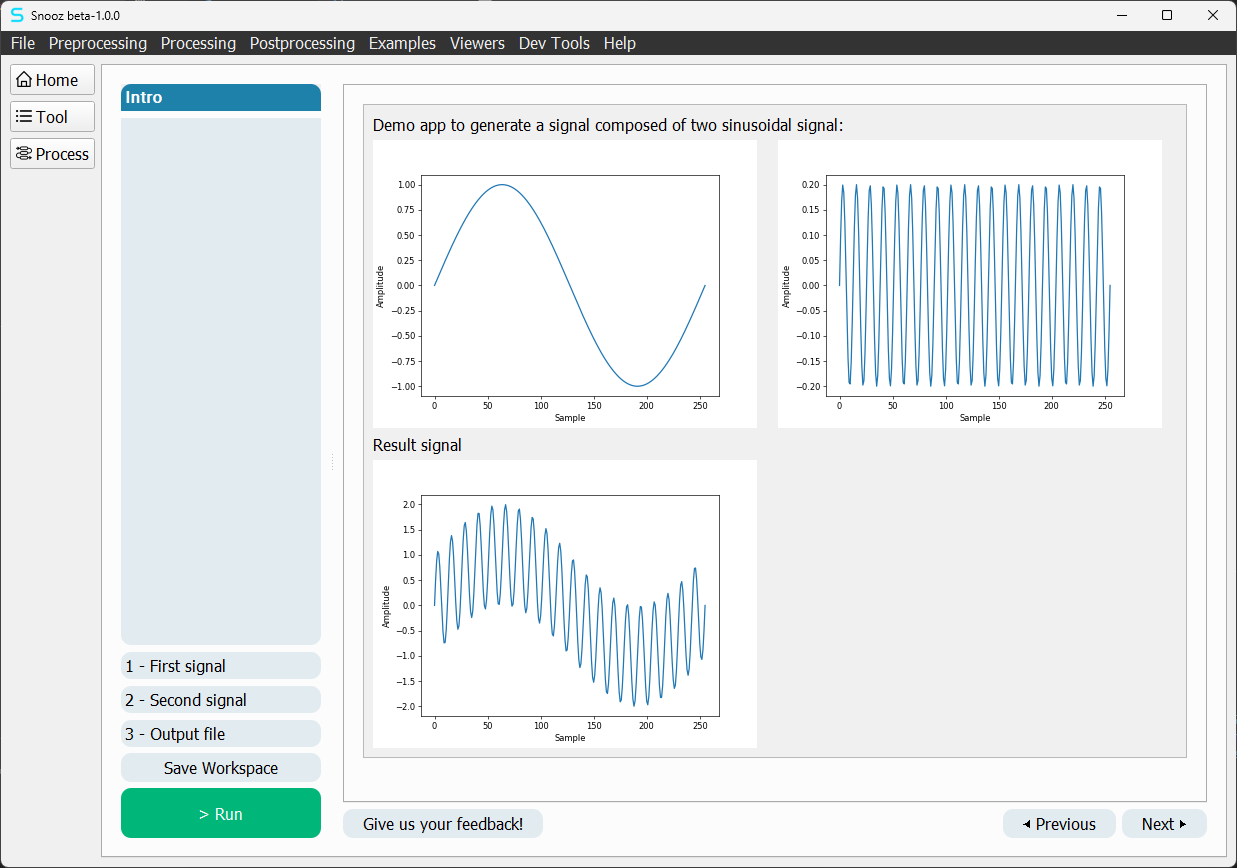 Snooz beta-1.0.0
File Preprocessing Processing Postprocessing Examples Viewers Dev Tools Help
Home
Tool
Process
Intro
1 - First signal
2 - Second signal
3 - Output file
Save Workspace
> Run
Demo app to generate a signal composed of two sinusoidal signal:
1.00
0.75
0.50
0.25
0.00
−0.25
−0.50
−0.75
−1.00
Amplitude
0 50 100 150 200 250
Sample
0.20
0.15
0.10
0.05
0.00
−0.05
−0.10
−0.15
−0.20
Amplitude
0 50 100 150 200 250
Sample
Result signal
2.0
1.5
1.0
0.5
0.0
−0.5
−1.0
−1.5
−2.0
Amplitude
0 50 100 150 200 250
Sample
Give us your feedback!
Previous
Next